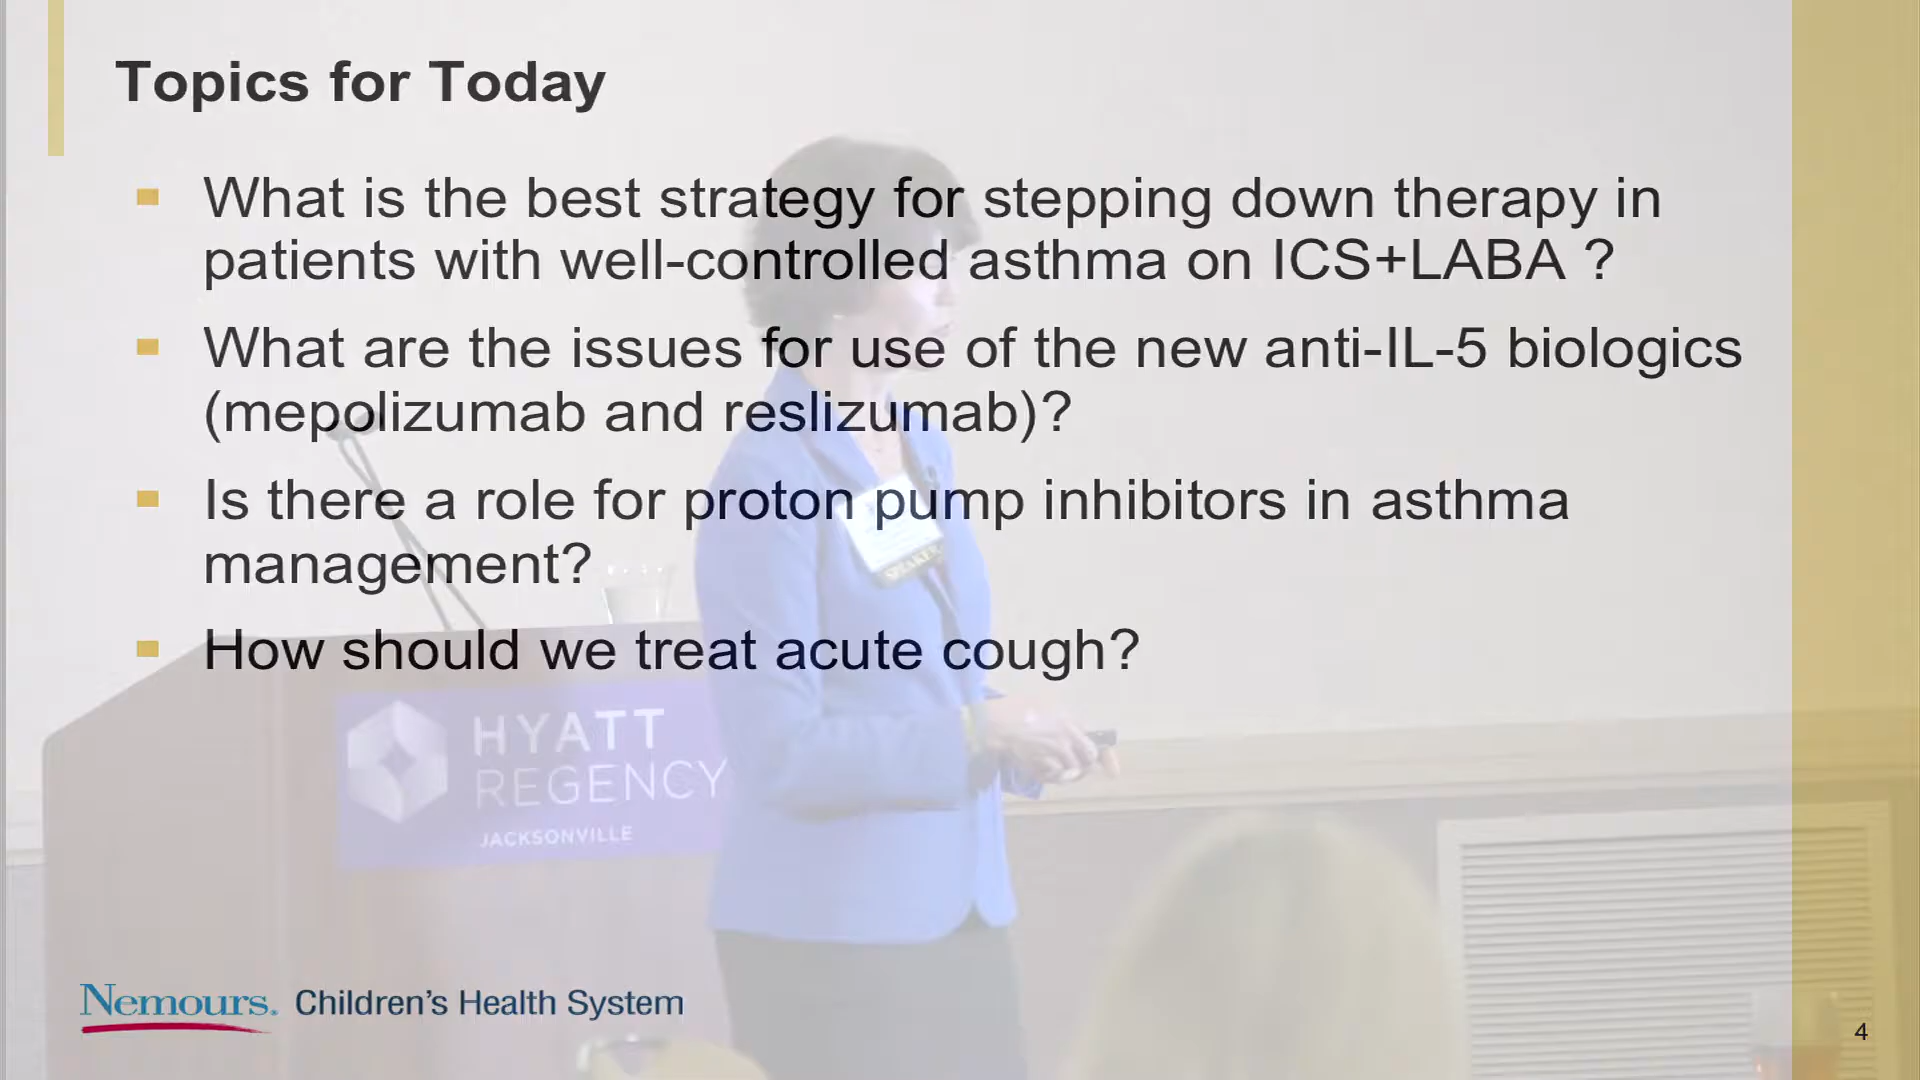 Topics for Today
What is the best strategy for stepping down therapy in
patients with well-controlled asthma on ICS+LABA ?
What are the issues for use of the new anti-IL-5 biologics
(mepolizumab and reslizumab)?
Is there a role for proton pump inhibitors in asthma
management?
SPEAKER
How should we treat acute cough?
HYATT
REGENCY
JACKSONVILLE
Nemours. Children's Health System
4